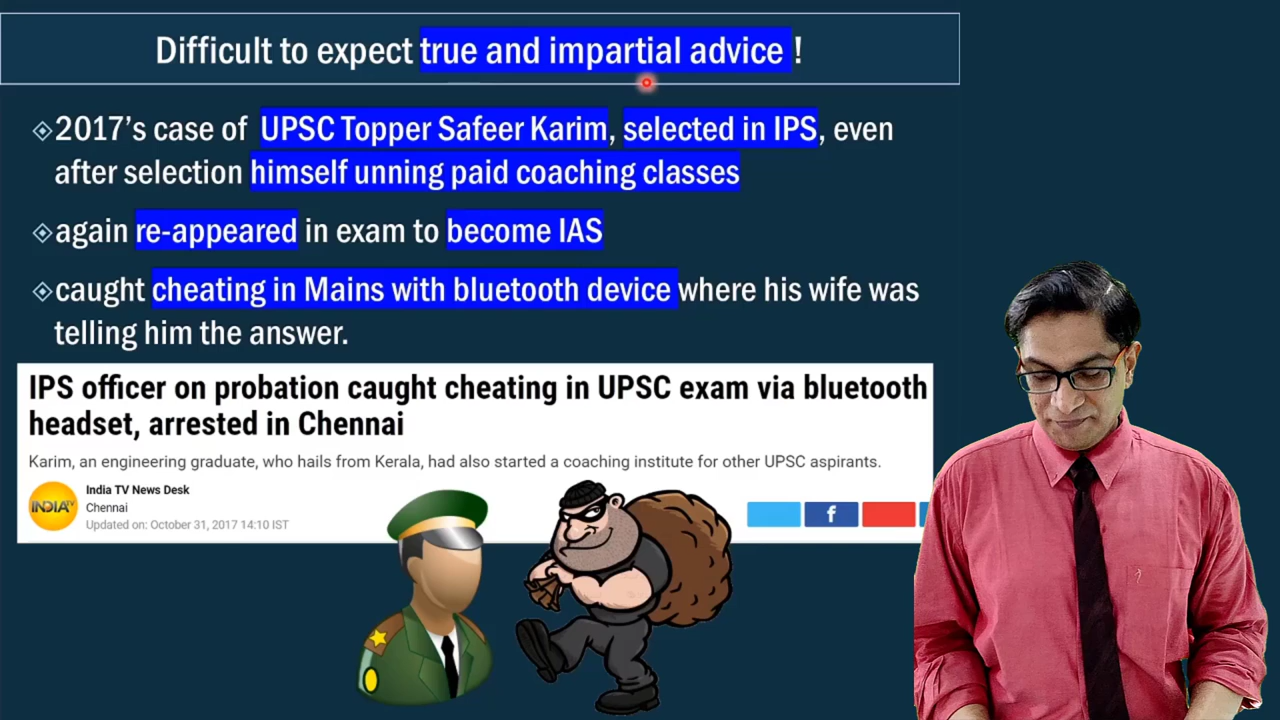 Difficult to expect true and impartial advice !
2017’s case of UPSC Topper Safeer Karim, selected in IPS, even
after selection himself unning paid coaching classes
again re-appeared in exam to become IAS
caught cheating in Mains with bluetooth device where his wife was
telling him the answer.
IPS officer on probation caught cheating in UPSC exam via bluetooth
headset, arrested in Chennai
Karim, an engineering graduate, who hails from Kerala, had also started a coaching institute for other UPSC aspirants.
INDIA TV
India TV News Desk
Chennai
Updated on: October 31, 2017 14:10 IST
f